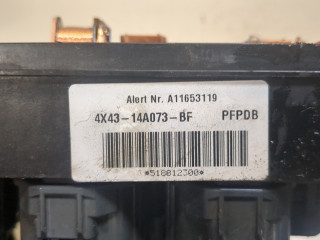 Alert Nr. A11653119
4X43-14A073-BF PFPDB
*518812300*